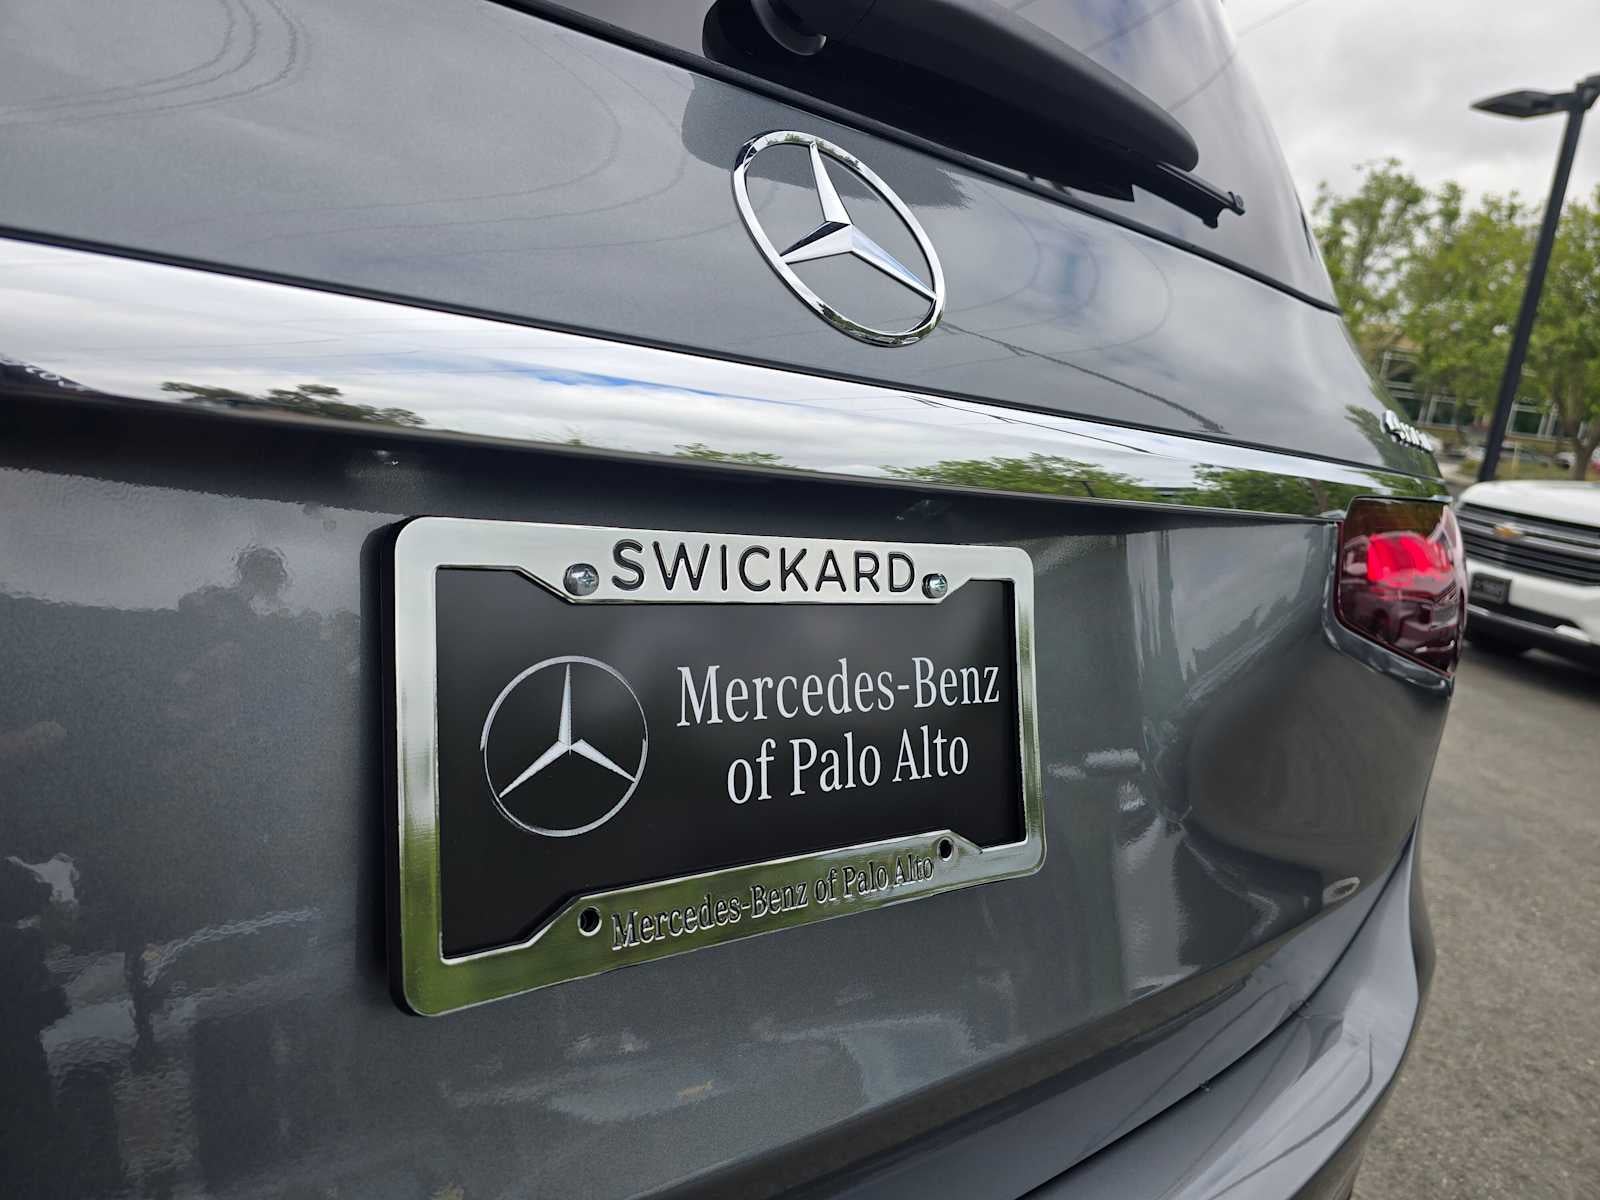 SWICKARD
Mercedes-Benz
of Palo Alto
Mercedes-Benz of Palo Alto